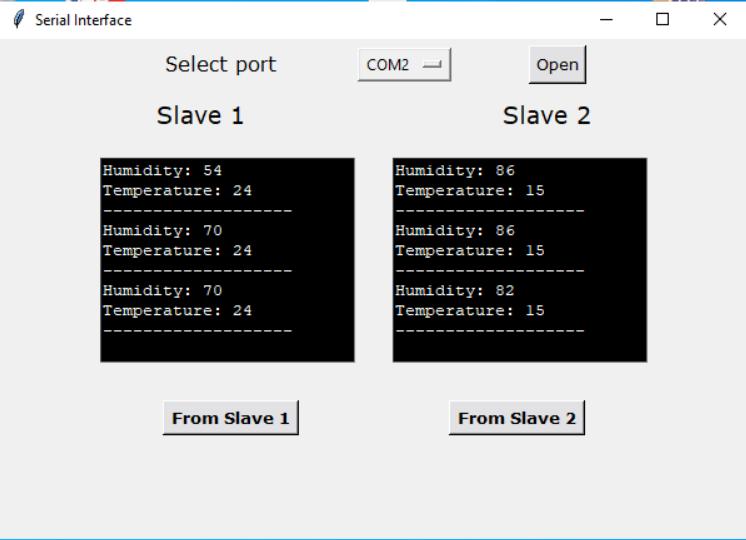 Serial Interface
Select port COM2 Open
Slave 1 Slave 2
Humidity: 54
Temperature: 24
-------------------
Humidity: 70
Temperature: 24
-------------------
Humidity: 70
Temperature: 24
-------------------
Humidity: 86
Temperature: 15
-------------------
Humidity: 86
Temperature: 15
-------------------
Humidity: 82
Temperature: 15
-------------------
From Slave 1 From Slave 2